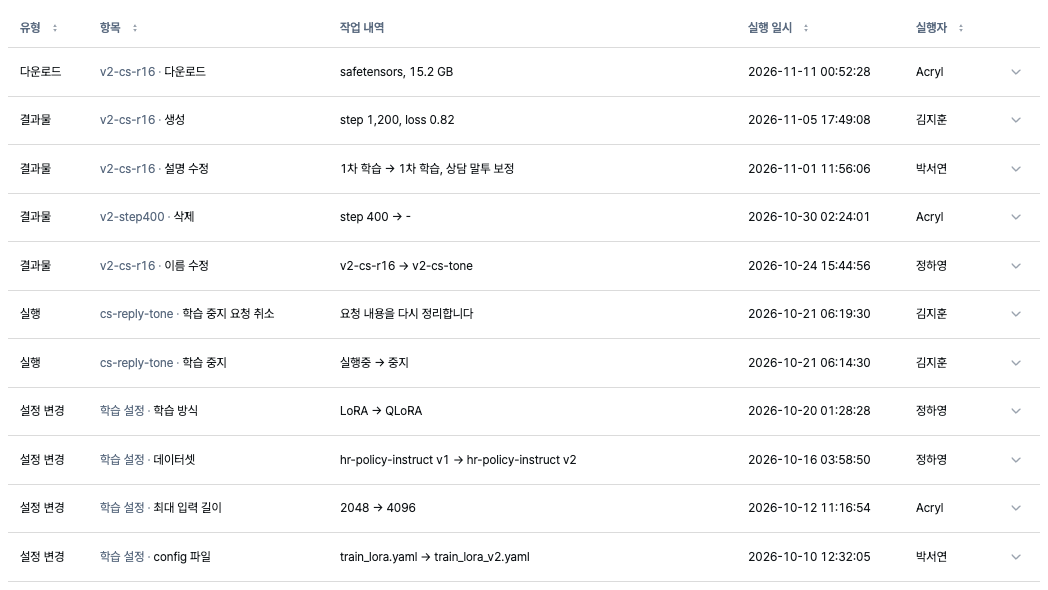 유형 항목 작업 내역 실행 일시 실행자
다운로드 v2-cs-r16 · 다운로드 safetensors, 15.2 GB 2026-11-11 00:52:28 Acryl
결과물 v2-cs-r16 · 생성 step 1,200, loss 0.82 2026-11-05 17:49:08 김지훈
결과물 v2-cs-r16 · 설명 수정 1차 학습 → 1차 학습, 상담 말투 보정 2026-11-01 11:56:06 박서연
결과물 v2-step400 · 삭제 step 400 → - 2026-10-30 02:24:01 Acryl
결과물 v2-cs-r16 · 이름 수정 v2-cs-r16 → v2-cs-tone 2026-10-24 15:44:56 정하영
실행 cs-reply-tone · 학습 중지 요청 취소 요청 내용을 다시 정리합니다 2026-10-21 06:19:30 김지훈
실행 cs-reply-tone · 학습 중지 실행중 → 중지 2026-10-21 06:14:30 김지훈
설정 변경 학습 설정 · 학습 방식 LoRA → QLoRA 2026-10-20 01:28:28 정하영
설정 변경 학습 설정 · 데이터셋 hr-policy-instruct v1 → hr-policy-instruct v2 2026-10-16 03:58:50 정하영
설정 변경 학습 설정 · 최대 입력 길이 2048 → 4096 2026-10-12 11:16:54 Acryl
설정 변경 학습 설정 · config 파일 train_lora.yaml → train_lora_v2.yaml 2026-10-10 12:32:05 박서연